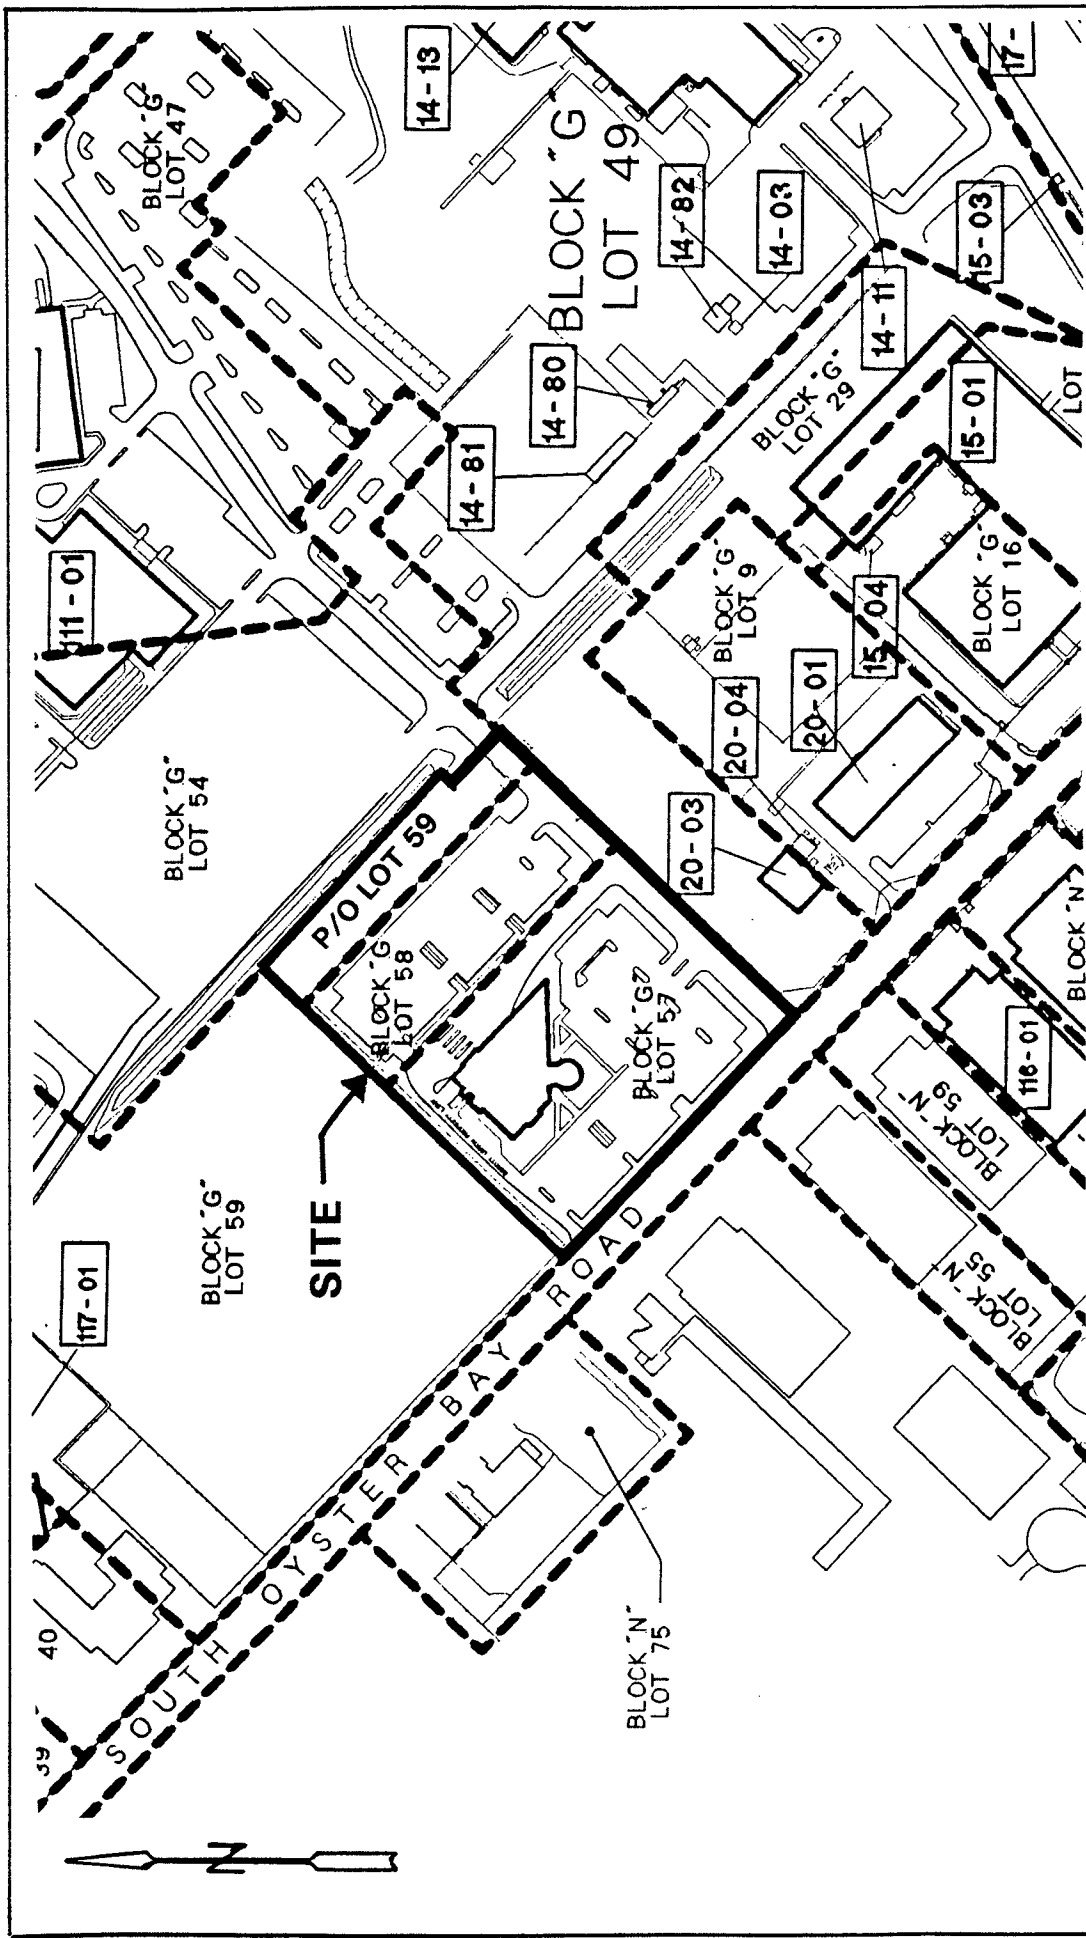 BLOCK "G"
LOT 47
14-13
BLOCK "G"
LOT 49
14-82
14-03
17-
15-03
14-11
14-80
14-81
111-01
BLOCK "G"
LOT 29
15-01
LOT
BLOCK "G"
LOT 9
15-04
BLOCK "G"
LOT 16
20-04
20-01
20-03
BLOCK "G"
LOT 54
P/O LOT 59
BLOCK "G"
LOT 58
BLOCK "G"
LOT 57
SITE
BLOCK "G"
LOT 59
117-01
BLOCK "N"
116-01
BLOCK "N"
LOT 59
BLOCK "N"
LOT 55
SOUTH OYSTER BAY ROAD
BLOCK "N"
LOT 75
40
39
N